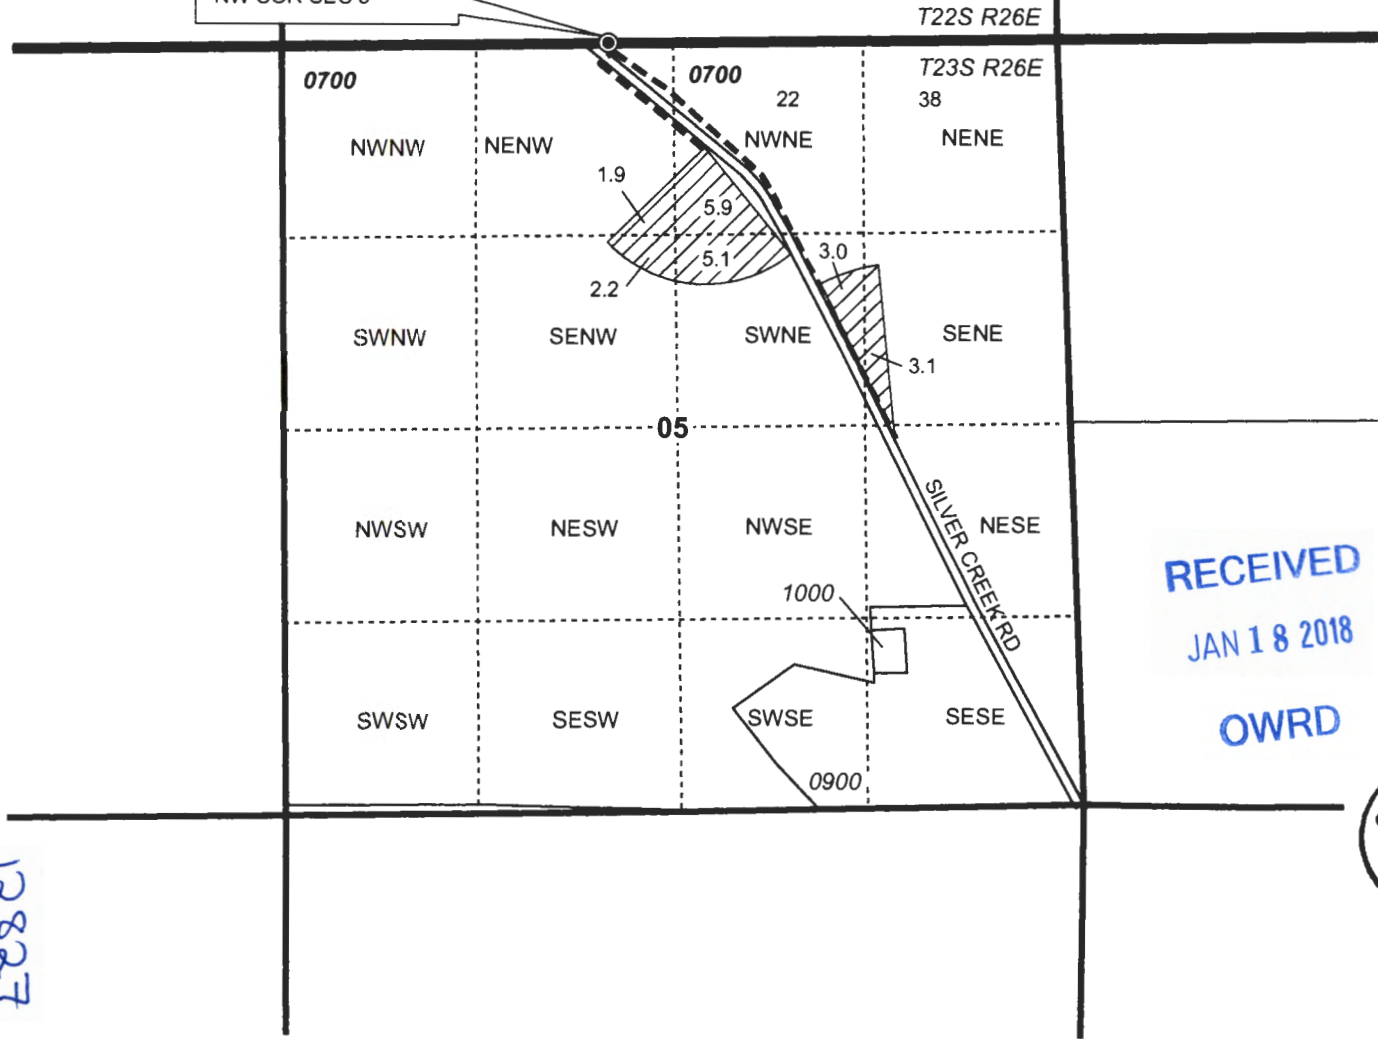 T22S R26E
0700
0700
T23S R26E
22
38
NWNW
NENW
NWNE
NENE
1.9
5.9
5.1
3.0
2.2
SWNW
SENW
SWNE
SENE
3.1
05
NWSW
NESW
NWSE
SILVER CREEK RD
NESE
RECEIVED
1000
JAN 18 2018
SWSW
SESW
SWSE
SESE
OWRD
0900